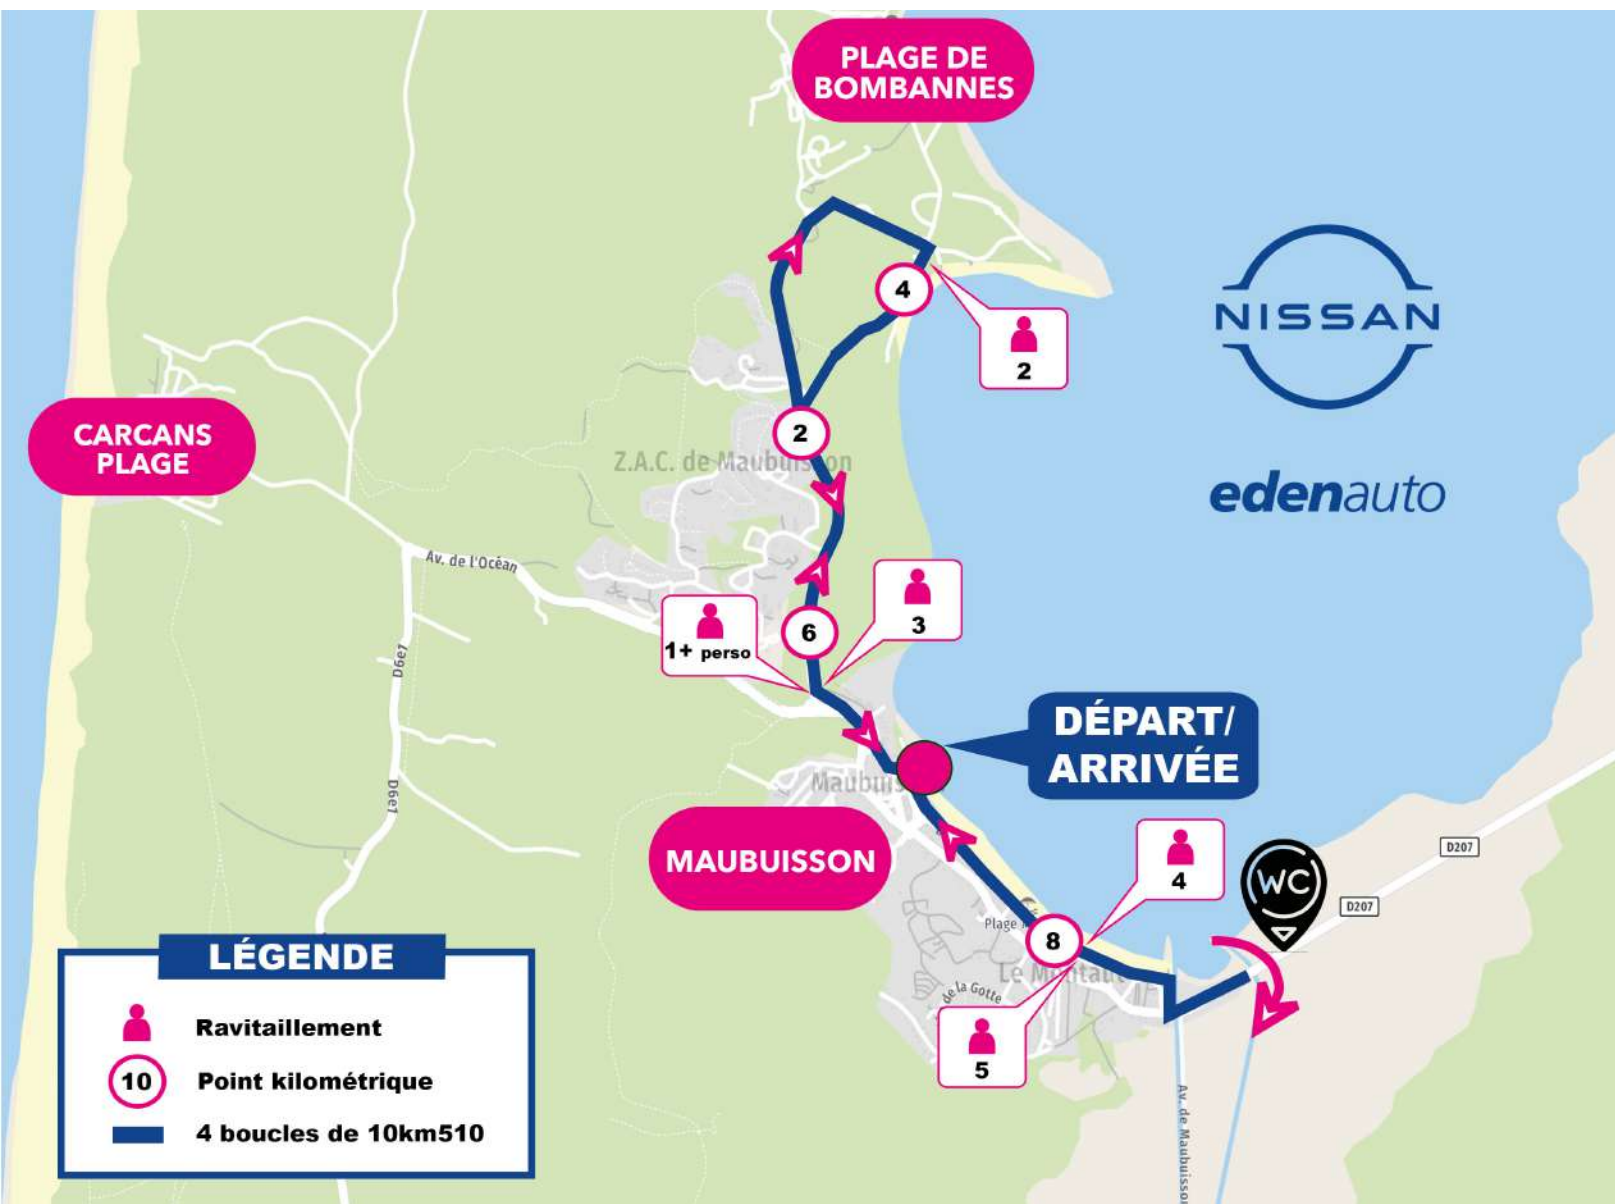 PLAGE DE
BOMBANNES
NISSAN
edenauto
4
2
2
CARCANS
PLAGE
Z.A.C. de Maubuisson
Av. de l'Océan
3
6
1+ perso
D6e1
DÉPART/
ARRIVÉE
D6e1
MAUBUISSON
4
D207
WC
D207
Plage
8
Le Montaut
de la Gotte
5
Av. de Maubuisson
LÉGENDE
Ravitaillement
10
Point kilométrique
4 boucles de 10km510